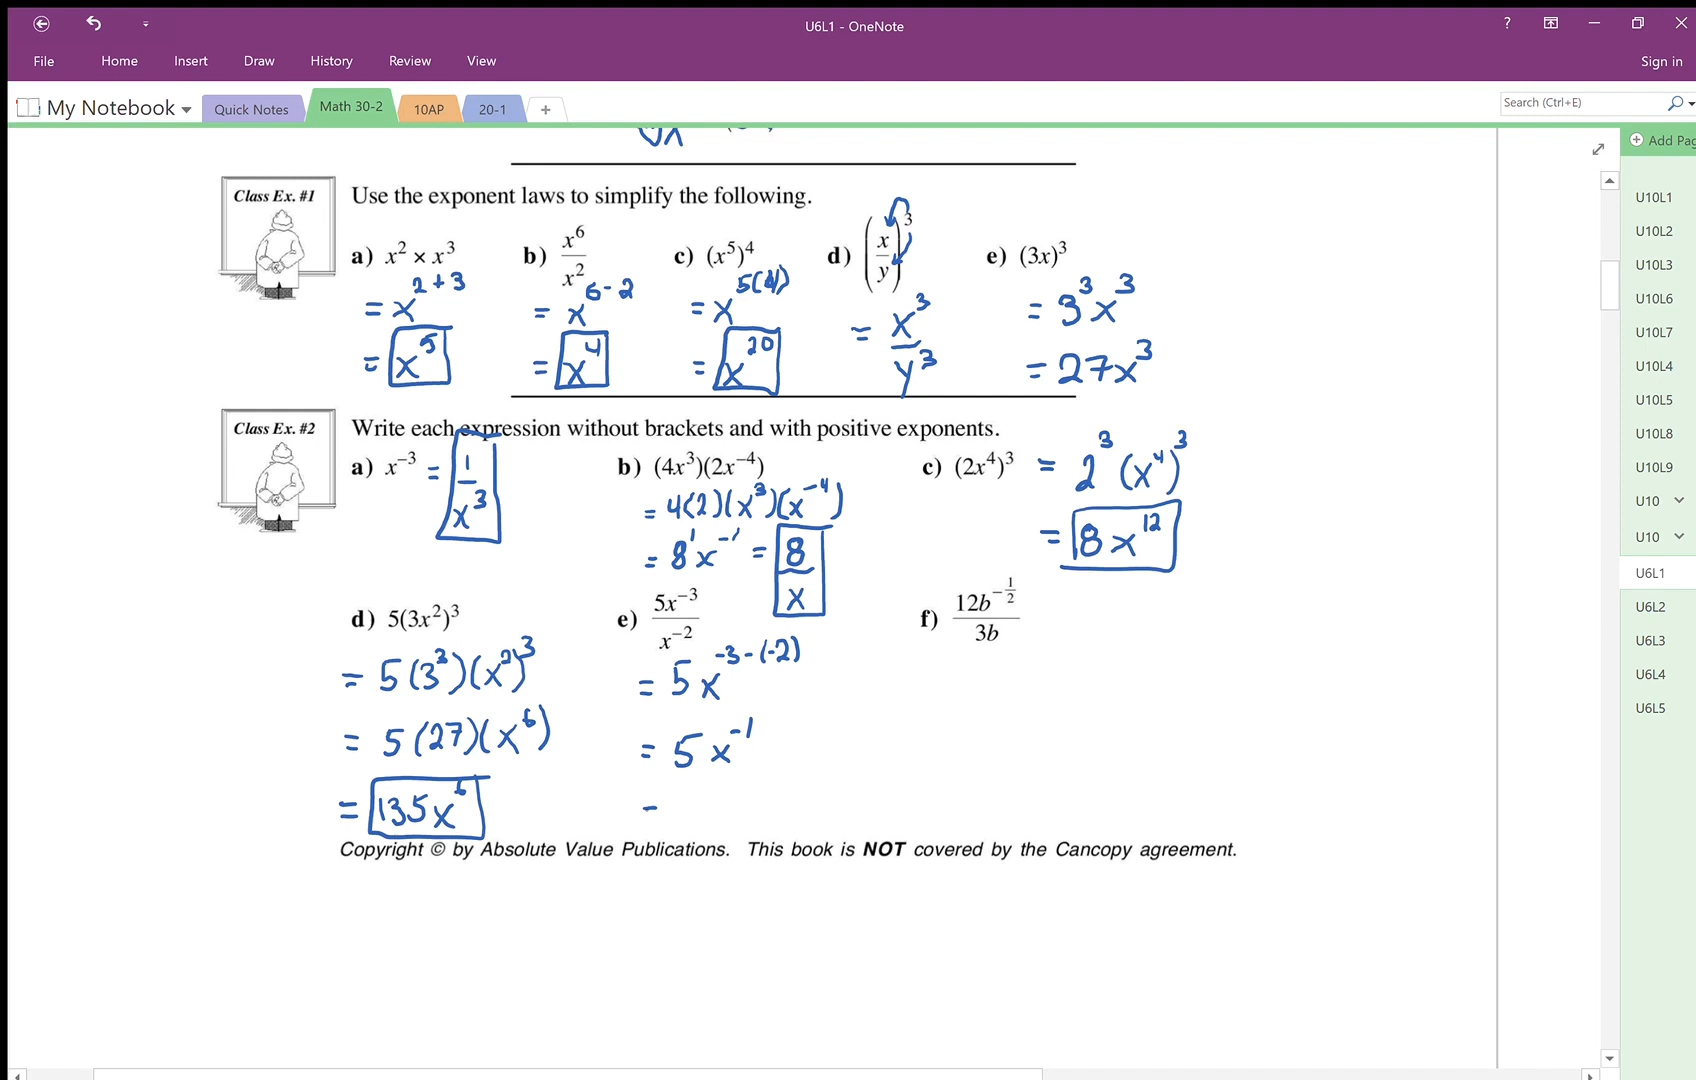 U6L1 - OneNote
?
File Home Insert Draw History Review View
Sign in
My Notebook Quick Notes Math 30-2 10AP 20-1 +
Search (Ctrl+E)
Add Pag
Class Ex. #1
Use the exponent laws to simplify the following.
a) x² × x³
= x^(2+3)
= x⁵
b) x⁶/x²
= x^(6-2)
= x⁴
c) (x⁵)⁴
= x^(5(4))
= x²⁰
d) (x/y)³
= x³/y³
e) (3x)³
= 3³x³
= 27x³
Class Ex. #2
Write each expression without brackets and with positive exponents.
a) x⁻³ = 1/x³
b) (4x³)(2x⁻⁴)
= 4(2)(x³)(x⁻⁴)
= 8¹x⁻¹ = 8/x
c) (2x⁴)³ = 2³(x⁴)³
= 8x¹²
d) 5(3x²)³
= 5(3³)(x²)³
= 5(27)(x⁶)
= 135x⁶
e) 5x⁻³/x⁻²
= 5x^(-3-(-2))
= 5x⁻¹
f) 12b^(-1/2)/3b
Copyright © by Absolute Value Publications. This book is NOT covered by the Cancopy agreement.
U10L1
U10L2
U10L3
U10L6
U10L7
U10L4
U10L5
U10L8
U10L9
U10
U10
U6L1
U6L2
U6L3
U6L4
U6L5